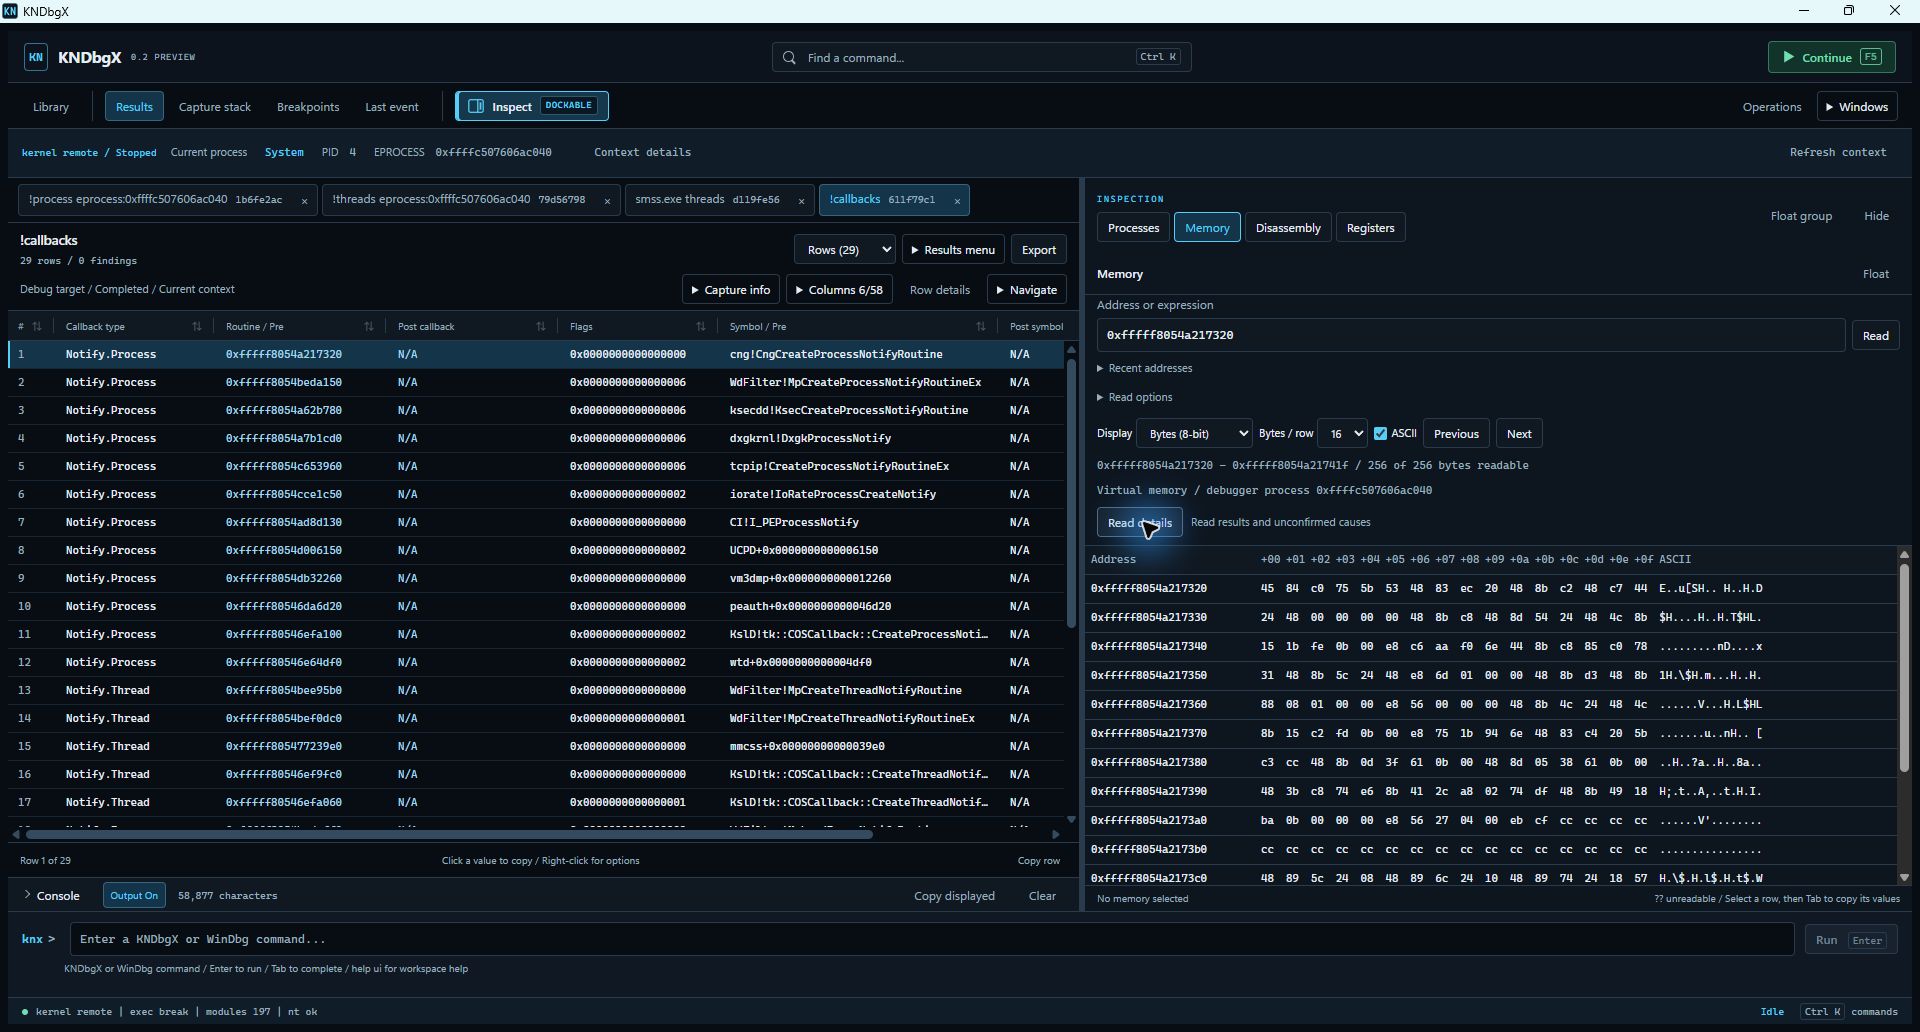 KN KNDbgX
KN KNDbgX 0.2 PREVIEW
Find a command... Ctrl K
Continue F5
Library Results Capture stack Breakpoints Last event Inspect DOCKABLE Operations Windows
kernel remote / Stopped Current process System PID 4 EPROCESS 0xffffc507606ac040 Context details Refresh context
!process eprocess:0xffffc507606ac040 1b6fe2ac × !threads eprocess:0xffffc507606ac040 79d56798 × smss.exe threads d119fe56 × !callbacks 611f79c1 ×
!callbacks
29 rows / 0 findings
Rows (29) Results menu Export
Debug target / Completed / Current context
Capture info Columns 6/58 Row details Navigate
# Callback type Routine / Pre Post callback Flags Symbol / Pre Post symbol
1 Notify.Process 0xfffff8054a217320 N/A 0x0000000000000000 cng!CngCreateProcessNotifyRoutine N/A
2 Notify.Process 0xfffff8054beda150 N/A 0x0000000000000006 WdFilter!MpCreateProcessNotifyRoutineEx N/A
3 Notify.Process 0xfffff8054a62b780 N/A 0x0000000000000006 ksecdd!KsecCreateProcessNotifyRoutine N/A
4 Notify.Process 0xfffff8054a7b1cd0 N/A 0x0000000000000006 dxgkrnl!DxgkProcessNotify N/A
5 Notify.Process 0xfffff8054c653960 N/A 0x0000000000000006 tcpip!CreateProcessNotifyRoutineEx N/A
6 Notify.Process 0xfffff8054cce1c50 N/A 0x0000000000000002 iorate!IoRateProcessCreateNotify N/A
7 Notify.Process 0xfffff8054ad8d130 N/A 0x0000000000000000 CI!I_PEProcessNotify N/A
8 Notify.Process 0xfffff8054d006150 N/A 0x0000000000000002 UCPD+0x0000000000006150 N/A
9 Notify.Process 0xfffff8054db32260 N/A 0x0000000000000000 vm3dmp+0x0000000000012260 N/A
10 Notify.Process 0xfffff80546da6d20 N/A 0x0000000000000000 peauth+0x0000000000046d20 N/A
11 Notify.Process 0xfffff80546efa100 N/A 0x0000000000000002 KslD!tk::COSCallback::CreateProcessNoti… N/A
12 Notify.Process 0xfffff80546e64df0 N/A 0x0000000000000002 wtd+0x0000000000004df0 N/A
13 Notify.Thread 0xfffff8054bee95b0 N/A 0x0000000000000000 WdFilter!MpCreateThreadNotifyRoutine N/A
14 Notify.Thread 0xfffff8054bef0dc0 N/A 0x0000000000000001 WdFilter!MpCreateThreadNotifyRoutineEx N/A
15 Notify.Thread 0xfffff805477239e0 N/A 0x0000000000000000 mmcss+0x00000000000039e0 N/A
16 Notify.Thread 0xfffff80546ef9fc0 N/A 0x0000000000000000 KslD!tk::COSCallback::CreateThreadNotif… N/A
17 Notify.Thread 0xfffff80546efa060 N/A 0x0000000000000001 KslD!tk::COSCallback::CreateThreadNotif… N/A
Row 1 of 29 Click a value to copy / Right-click for options Copy row
INSPECTION
Processes Memory Disassembly Registers Float group Hide
Memory Float
Address or expression
0xfffff8054a217320 Read
Recent addresses
Read options
Display Bytes (8-bit) Bytes / row 16 ASCII Previous Next
0xfffff8054a217320 – 0xfffff8054a21741f / 256 of 256 bytes readable
Virtual memory / debugger process 0xffffc507606ac040
Read details Read results and unconfirmed causes
Address +00 +01 +02 +03 +04 +05 +06 +07 +08 +09 +0a +0b +0c +0d +0e +0f ASCII
0xfffff8054a217320 45 84 c0 75 5b 53 48 83 ec 20 48 8b c2 48 c7 44 E..u[SH.. H..H.D
0xfffff8054a217330 24 48 00 00 00 00 48 8b c8 48 8d 54 24 48 4c 8b $H....H..H.T$HL.
0xfffff8054a217340 15 1b fe 0b 00 e8 c6 aa f0 6e 44 8b c8 85 c0 78 .........nD....x
0xfffff8054a217350 31 48 8b 5c 24 48 e8 6d 01 00 00 48 8b d3 48 8b 1H.\$H.m...H..H.
0xfffff8054a217360 88 08 01 00 00 e8 56 00 00 00 48 8b 4c 24 48 4c ......V...H.L$HL
0xfffff8054a217370 8b 15 c2 fd 0b 00 e8 75 1b 94 6e 48 83 c4 20 5b .......u..nH.. [
0xfffff8054a217380 c3 cc 48 8b 0d 3f 61 0b 00 48 8d 05 38 61 0b 00 ..H..?a..H..8a..
0xfffff8054a217390 48 3b c8 74 e6 8b 41 2c a8 02 74 df 48 8b 49 18 H;.t..A,..t.H.I.
0xfffff8054a2173a0 ba 0b 00 00 00 e8 56 27 04 00 eb cf cc cc cc cc ......V'........
0xfffff8054a2173b0 cc cc cc cc cc cc cc cc cc cc cc cc cc cc cc cc ................
0xfffff8054a2173c0 48 89 5c 24 08 48 89 6c 24 10 48 89 74 24 18 57 H.\$.H.l$.H.t$.W
No memory selected ?? unreadable / Select a row, then Tab to copy its values
Console Output On 58,877 characters Copy displayed Clear
knx > Enter a KNDbgX or WinDbg command... Run Enter
KNDbgX or WinDbg command / Enter to run / Tab to complete / help ui for workspace help
kernel remote | exec break | modules 197 | nt ok Idle Ctrl K commands